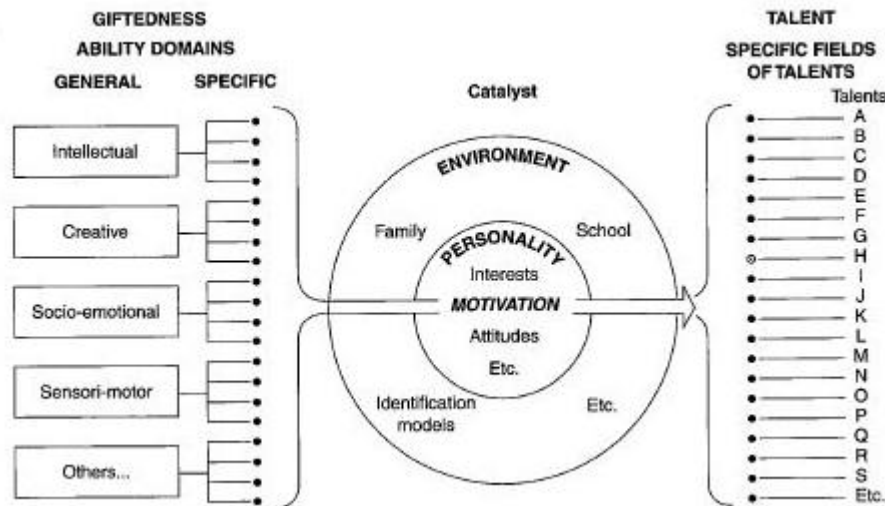 GIFTEDNESS
ABILITY DOMAINS
GENERAL
SPECIFIC
Intellectual
Creative
Socio-emotional
Sensori-motor
Others...
Catalyst
ENVIRONMENT
Family
School
PERSONALITY
Interests
MOTIVATION
Attitudes
Etc.
Identification
models
Etc.
TALENT
SPECIFIC FIELDS
OF TALENTS
Talents
A
B
C
D
E
F
G
H
I
J
K
L
M
N
O
P
Q
R
S
Etc.